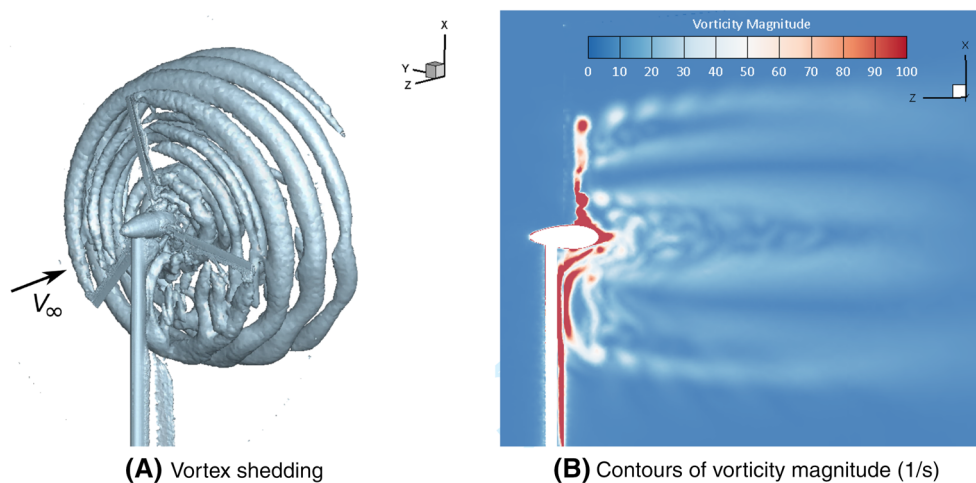 X
Y
Z
V∞
(A) Vortex shedding
Vorticity Magnitude
0 10 20 30 40 50 60 70 80 90 100
X
Z
Y
(B) Contours of vorticity magnitude (1/s)